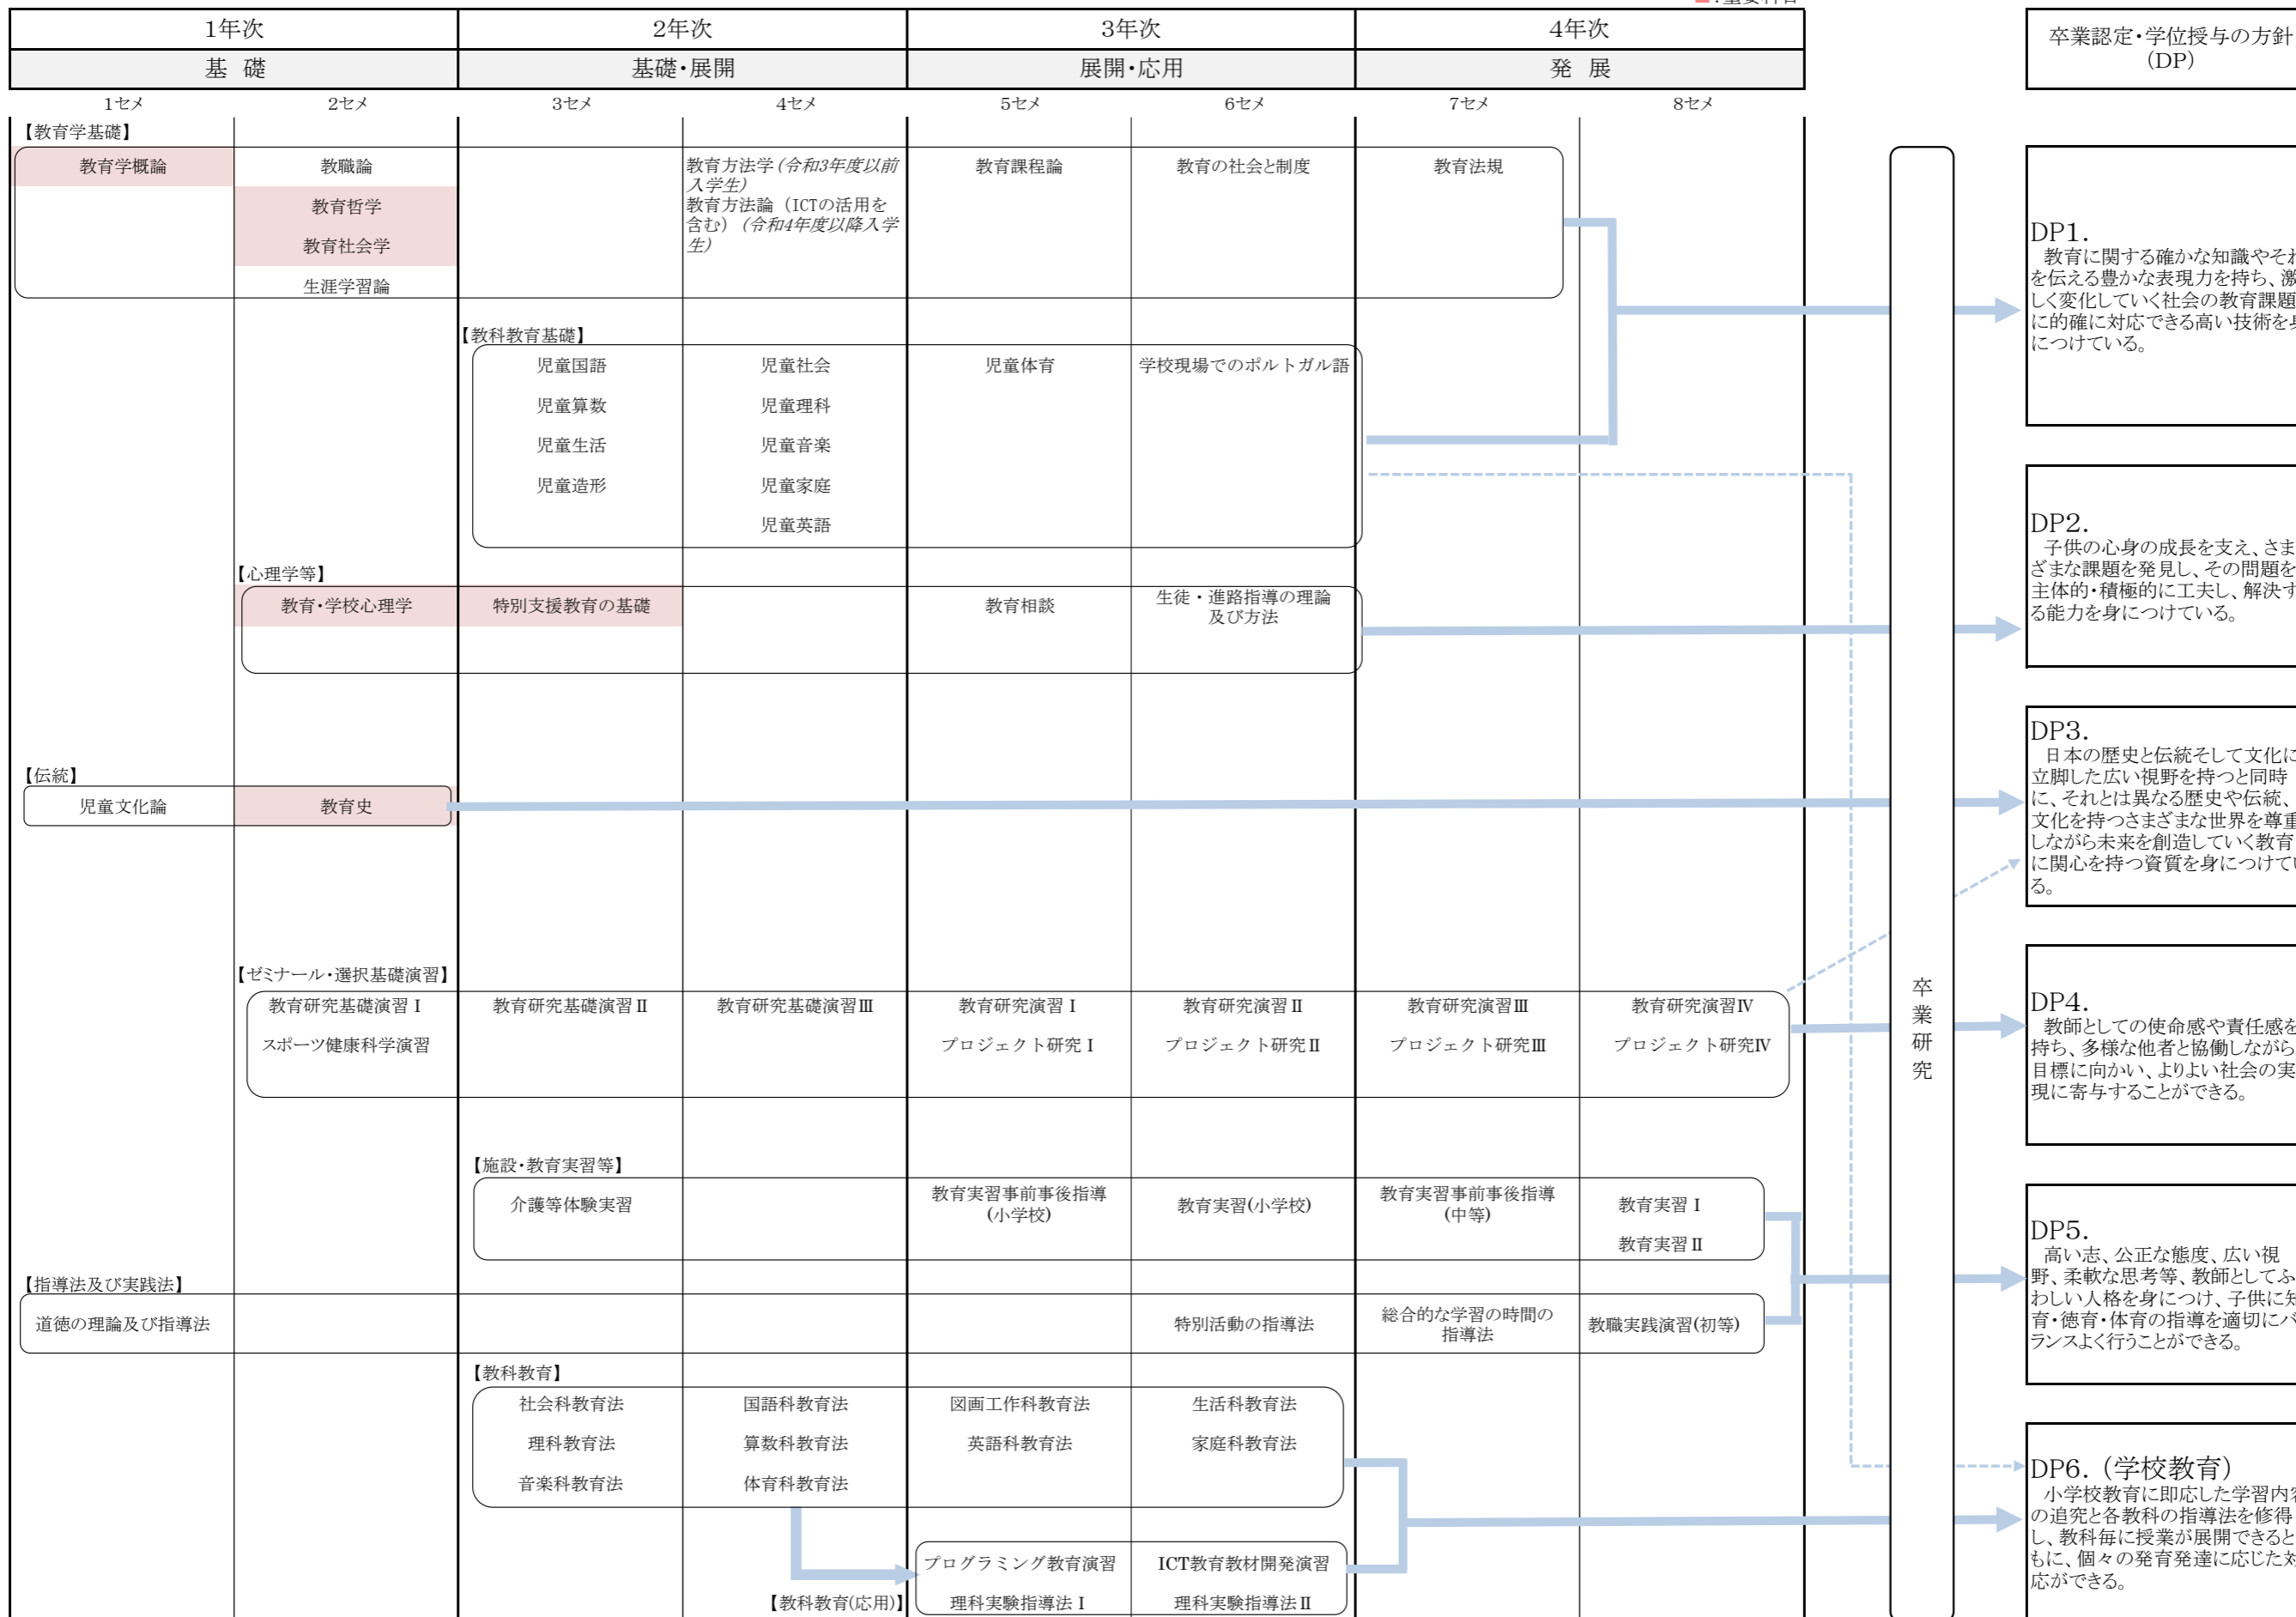 1年次 2年次 3年次 4年次
基 礎 基礎・展開 展開・応用 発 展
1セメ 2セメ 3セメ 4セメ 5セメ 6セメ 7セメ 8セメ
【教育学基礎】
教育学概論
教職論
教育哲学
教育社会学
生涯学習論
教育方法学(令和3年度以前
入学生)
教育方法論（ICTの活用を
含む）(令和4年度以降入学
生)
教育課程論
教育の社会と制度
教育法規
【教科教育基礎】
児童国語 児童社会 児童体育 学校現場でのポルトガル語
児童算数 児童理科
児童生活 児童音楽
児童造形 児童家庭
児童英語
【心理学等】
教育・学校心理学
特別支援教育の基礎
教育相談
生徒・進路指導の理論
及び方法
【伝統】
児童文化論 教育史
【ゼミナール・選択基礎演習】
教育研究基礎演習Ⅰ 教育研究基礎演習Ⅱ 教育研究基礎演習Ⅲ 教育研究演習Ⅰ 教育研究演習Ⅱ 教育研究演習Ⅲ 教育研究演習Ⅳ
スポーツ健康科学演習 プロジェクト研究Ⅰ プロジェクト研究Ⅱ プロジェクト研究Ⅲ プロジェクト研究Ⅳ
【施設・教育実習等】
介護等体験実習
教育実習事前事後指導
(小学校)
教育実習(小学校)
教育実習事前事後指導
(中等)
教育実習Ⅰ
教育実習Ⅱ
【指導法及び実践法】
道徳の理論及び指導法
特別活動の指導法
総合的な学習の時間の
指導法
教職実践演習(初等)
【教科教育】
社会科教育法 国語科教育法 図画工作科教育法 生活科教育法
理科教育法 算数科教育法 英語科教育法 家庭科教育法
音楽科教育法 体育科教育法
プログラミング教育演習 ICT教育教材開発演習
【教科教育(応用)】 理科実験指導法Ⅰ 理科実験指導法Ⅱ
卒業研究
卒業認定・学位授与の方針
（DP）
DP1.
教育に関する確かな知識やそ
を伝える豊かな表現力を持ち、
しく変化していく社会の教育課題
に的確に対応できる高い技術を
につけている。
DP2.
子供の心身の成長を支え、さま
ざまな課題を発見し、その問題を
主体的・積極的に工夫し、解決す
る能力を身につけている。
DP3.
日本の歴史と伝統そして文化に
立脚した広い視野を持つと同時
に、それとは異なる歴史や伝統、
文化を持つさまざまな世界を尊重
しながら未来を創造していく教育
に関心を持つ資質を身につけて
る。
DP4.
教師としての使命感や責任感を
持ち、多様な他者と協働しながら
目標に向かい、よりよい社会の実
現に寄与することができる。
DP5.
高い志、公正な態度、広い視
野、柔軟な思考等、教師としてふ
わしい人格を身につけ、子供に
育・徳育・体育の指導を適切にバ
ランスよく行うことができる。
DP6.（学校教育）
小学校教育に即応した学習内
の追究と各教科の指導法を修得
し、教科毎に授業が展開できると
もに、個々の発育発達に応じた
応ができる。